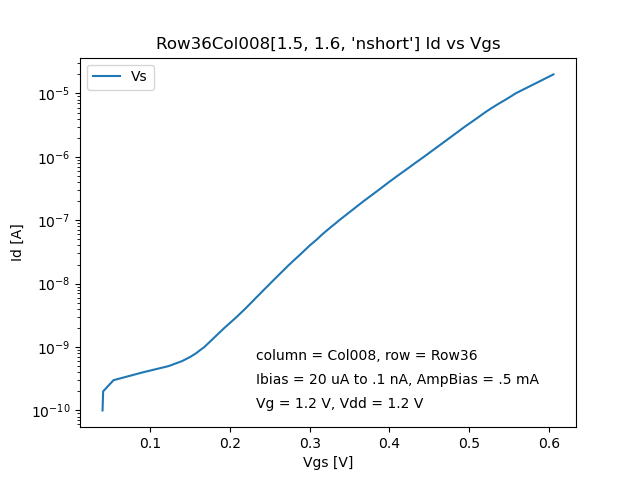 Row36Col008[1.5, 1.6, 'nshort'] Id vs Vgs
Vs
10⁻⁵
10⁻⁶
10⁻⁷
10⁻⁸
10⁻⁹
10⁻¹⁰
Id [A]
column = Col008, row = Row36
Ibias = 20 uA to .1 nA, AmpBias = .5 mA
Vg = 1.2 V, Vdd = 1.2 V
0.1 0.2 0.3 0.4 0.5 0.6
Vgs [V]